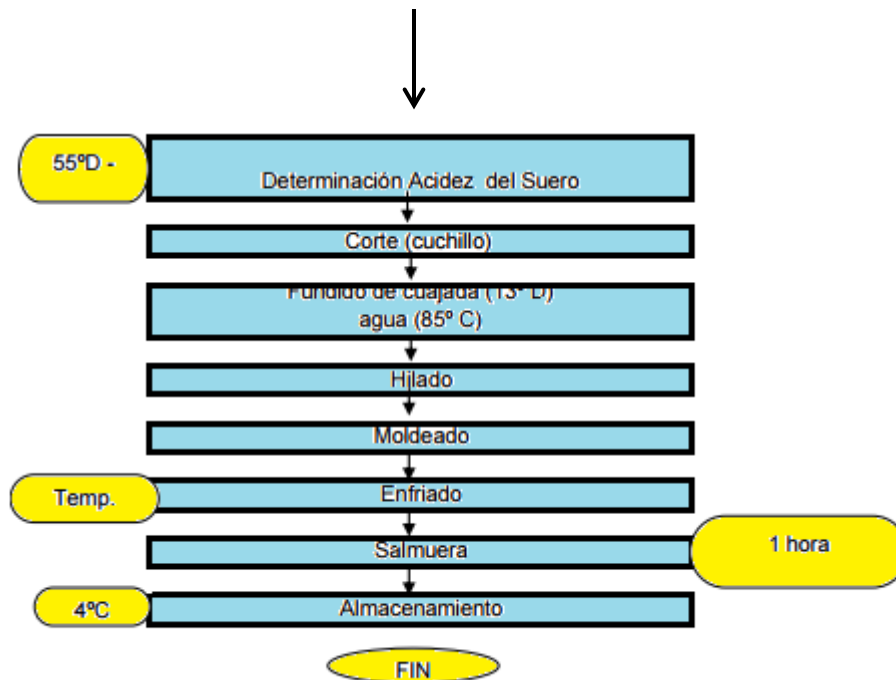 55ºD -
Determinación Acidez del Suero
Corte (cuchillo)
Fundido de cuajada (13º D)
agua (85º C)
Hilado
Moldeado
Temp.
Enfriado
Salmuera
1 hora
4ºC
Almacenamiento
FIN